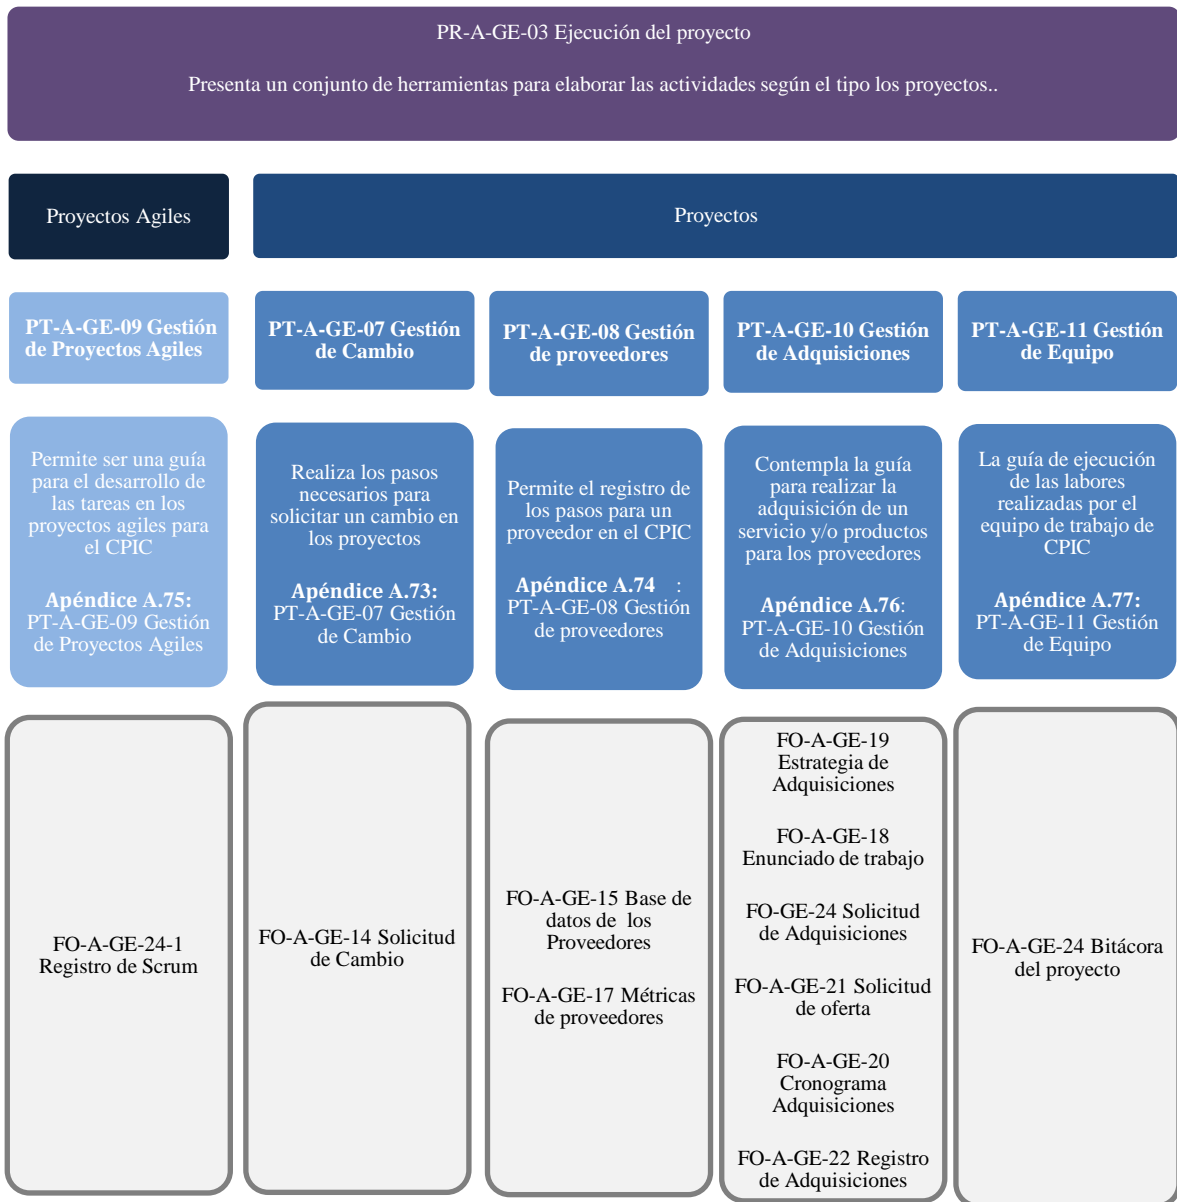 PR-A-GE-03 Ejecución del proyecto
Presenta un conjunto de herramientas para elaborar las actividades según el tipo los proyectos..
Proyectos Agiles
Proyectos
PT-A-GE-09 Gestión
de Proyectos Agiles
PT-A-GE-07 Gestión
de Cambio
PT-A-GE-08 Gestión
de proveedores
PT-A-GE-10 Gestión
de Adquisiciones
PT-A-GE-11 Gestión
de Equipo
Permite ser una guía
para el desarrollo de
las tareas en los
proyectos agiles para
el CPIC
Apéndice A.75:
PT-A-GE-09 Gestión
de Proyectos Agiles
Realiza los pasos
necesarios para
solicitar un cambio en
los proyectos
Apéndice A.73:
PT-A-GE-07 Gestión
de Cambio
Permite el registro de
los pasos para un
proveedor en el CPIC
Apéndice A.74 :
PT-A-GE-08 Gestión
de proveedores
Contempla la guía
para realizar la
adquisición de un
servicio y/o productos
para los proveedores
Apéndice A.76:
PT-A-GE-10 Gestión
de Adquisiciones
La guía de ejecución
de las labores
realizadas por el
equipo de trabajo de
CPIC
Apéndice A.77:
PT-A-GE-11 Gestión
de Equipo
FO-A-GE-24-1
Registro de Scrum
FO-A-GE-14 Solicitud
de Cambio
FO-A-GE-15 Base de
datos de los
Proveedores
FO-A-GE-17 Métricas
de proveedores
FO-A-GE-19
Estrategia de
Adquisiciones
FO-A-GE-18
Enunciado de trabajo
FO-GE-24 Solicitud
de Adquisiciones
FO-A-GE-21 Solicitud
de oferta
FO-A-GE-20
Cronograma
Adquisiciones
FO-A-GE-22 Registro
de Adquisiciones
FO-A-GE-24 Bitácora
del proyecto